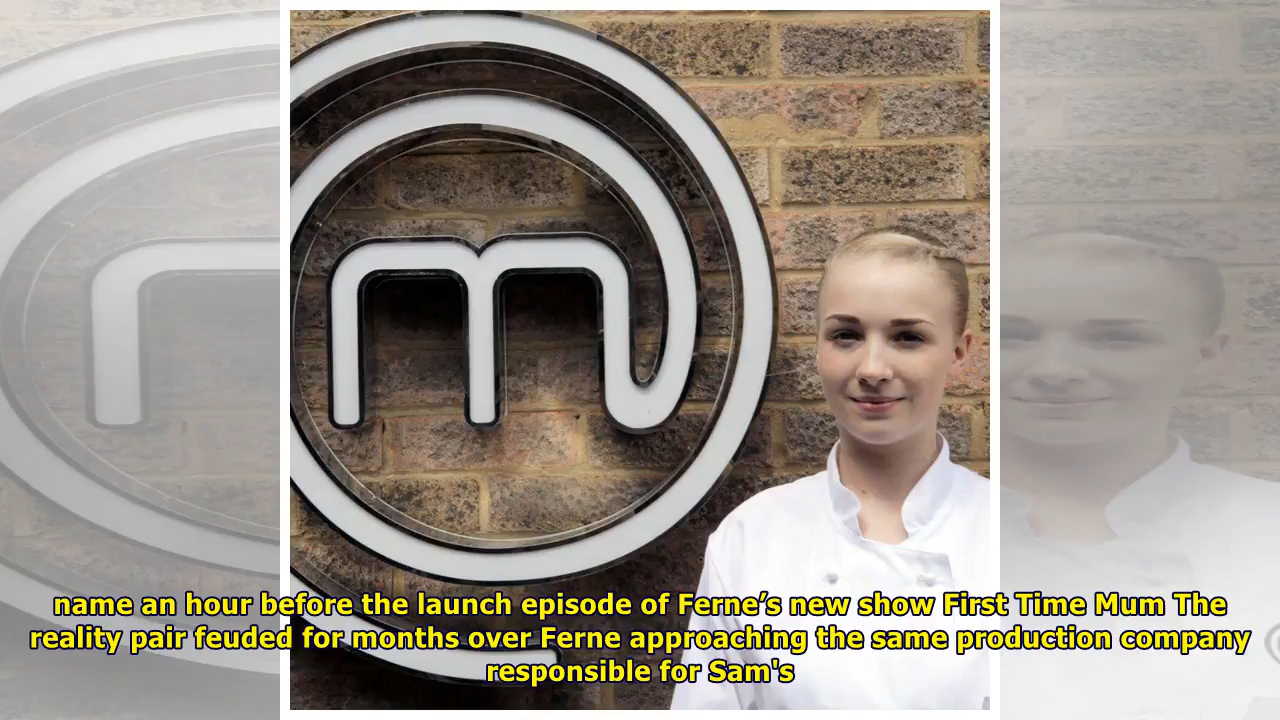 m
name an hour before the launch episode of Ferne’s new show First Time Mum The
reality pair feuded for months over Ferne approaching the same production company
responsible for Sam's